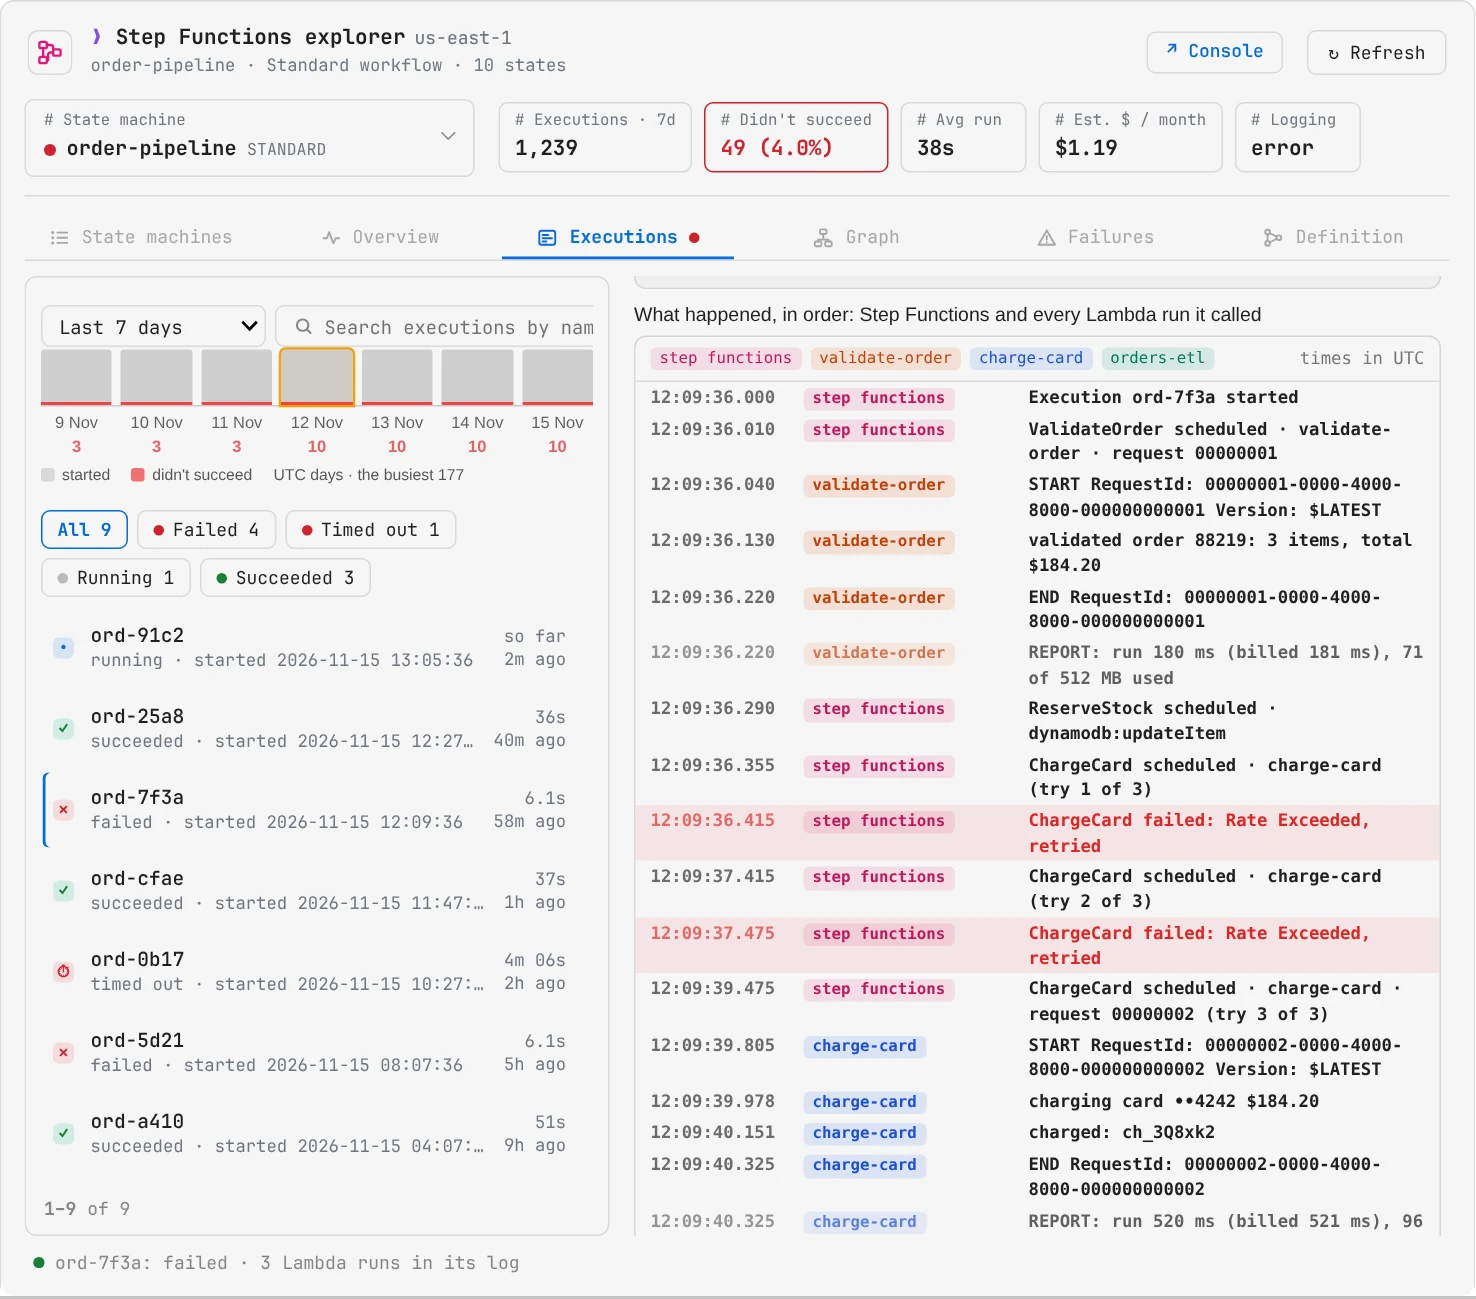 Step Functions explorer us-east-1
order-pipeline · Standard workflow · 10 states
↗ Console
↻ Refresh
# State machine
order-pipeline STANDARD
# Executions · 7d
1,239
# Didn't succeed
49 (4.0%)
# Avg run
38s
# Est. $ / month
$1.19
# Logging
error
State machines
Overview
Executions
Graph
Failures
Definition
Last 7 days
Search executions by nam
9 Nov 10 Nov 11 Nov 12 Nov 13 Nov 14 Nov 15 Nov
3 3 3 10 10 10 10
started didn't succeed UTC days · the busiest 177
All 9
Failed 4
Timed out 1
Running 1
Succeeded 3
ord-91c2 so far
running · started 2026-11-15 13:05:36 2m ago
ord-25a8 36s
succeeded · started 2026-11-15 12:27… 40m ago
ord-7f3a 6.1s
failed · started 2026-11-15 12:09:36 58m ago
ord-cfae 37s
succeeded · started 2026-11-15 11:47:… 1h ago
ord-0b17 4m 06s
timed out · started 2026-11-15 10:27:… 2h ago
ord-5d21 6.1s
failed · started 2026-11-15 08:07:36 5h ago
ord-a410 51s
succeeded · started 2026-11-15 04:07:… 9h ago
1–9 of 9
What happened, in order: Step Functions and every Lambda run it called
step functions validate-order charge-card orders-etl times in UTC
12:09:36.000 step functions Execution ord-7f3a started
12:09:36.010 step functions ValidateOrder scheduled · validate-
order · request 00000001
12:09:36.040 validate-order START RequestId: 00000001-0000-4000-
8000-000000000001 Version: $LATEST
12:09:36.130 validate-order validated order 88219: 3 items, total
$184.20
12:09:36.220 validate-order END RequestId: 00000001-0000-4000-
8000-000000000001
12:09:36.220 validate-order REPORT: run 180 ms (billed 181 ms), 71
of 512 MB used
12:09:36.290 step functions ReserveStock scheduled ·
dynamodb:updateItem
12:09:36.355 step functions ChargeCard scheduled · charge-card
(try 1 of 3)
12:09:36.415 step functions ChargeCard failed: Rate Exceeded,
retried
12:09:37.415 step functions ChargeCard scheduled · charge-card
(try 2 of 3)
12:09:37.475 step functions ChargeCard failed: Rate Exceeded,
retried
12:09:39.475 step functions ChargeCard scheduled · charge-card ·
request 00000002 (try 3 of 3)
12:09:39.805 charge-card START RequestId: 00000002-0000-4000-
8000-000000000002 Version: $LATEST
12:09:39.978 charge-card charging card ••4242 $184.20
12:09:40.151 charge-card charged: ch_3Q8xk2
12:09:40.325 charge-card END RequestId: 00000002-0000-4000-
8000-000000000002
12:09:40.325 charge-card REPORT: run 520 ms (billed 521 ms), 96
ord-7f3a: failed · 3 Lambda runs in its log